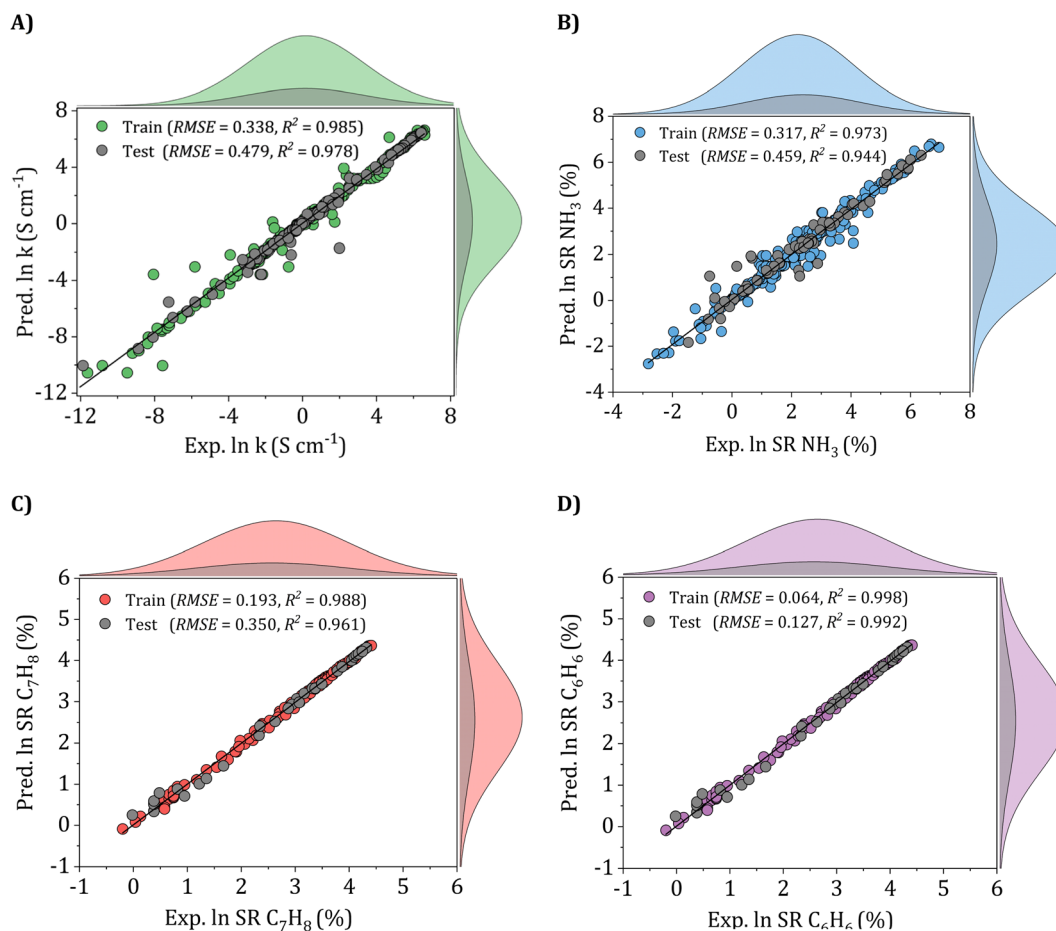 A)
8
4
0
-4
-8
-12
Pred. ln k (S cm⁻¹)
Train (RMSE = 0.338, R² = 0.985)
Test (RMSE = 0.479, R² = 0.978)
-12 -8 -4 0 4 8
Exp. ln k (S cm⁻¹)
B)
8
6
4
2
0
-2
-4
Pred. ln SR NH₃ (%)
Train (RMSE = 0.317, R² = 0.973)
Test (RMSE = 0.459, R² = 0.944)
-4 -2 0 2 4 6 8
Exp. ln SR NH₃ (%)
C)
6
5
4
3
2
1
0
-1
Pred. ln SR C₇H₈ (%)
Train (RMSE = 0.193, R² = 0.988)
Test (RMSE = 0.350, R² = 0.961)
-1 0 1 2 3 4 5 6
Exp. ln SR C₇H₈ (%)
D)
6
5
4
3
2
1
0
-1
Pred. ln SR C₆H₆ (%)
Train (RMSE = 0.064, R² = 0.998)
Test (RMSE = 0.127, R² = 0.992)
-1 0 1 2 3 4 5 6
Exp. ln SR C₆H₆ (%)